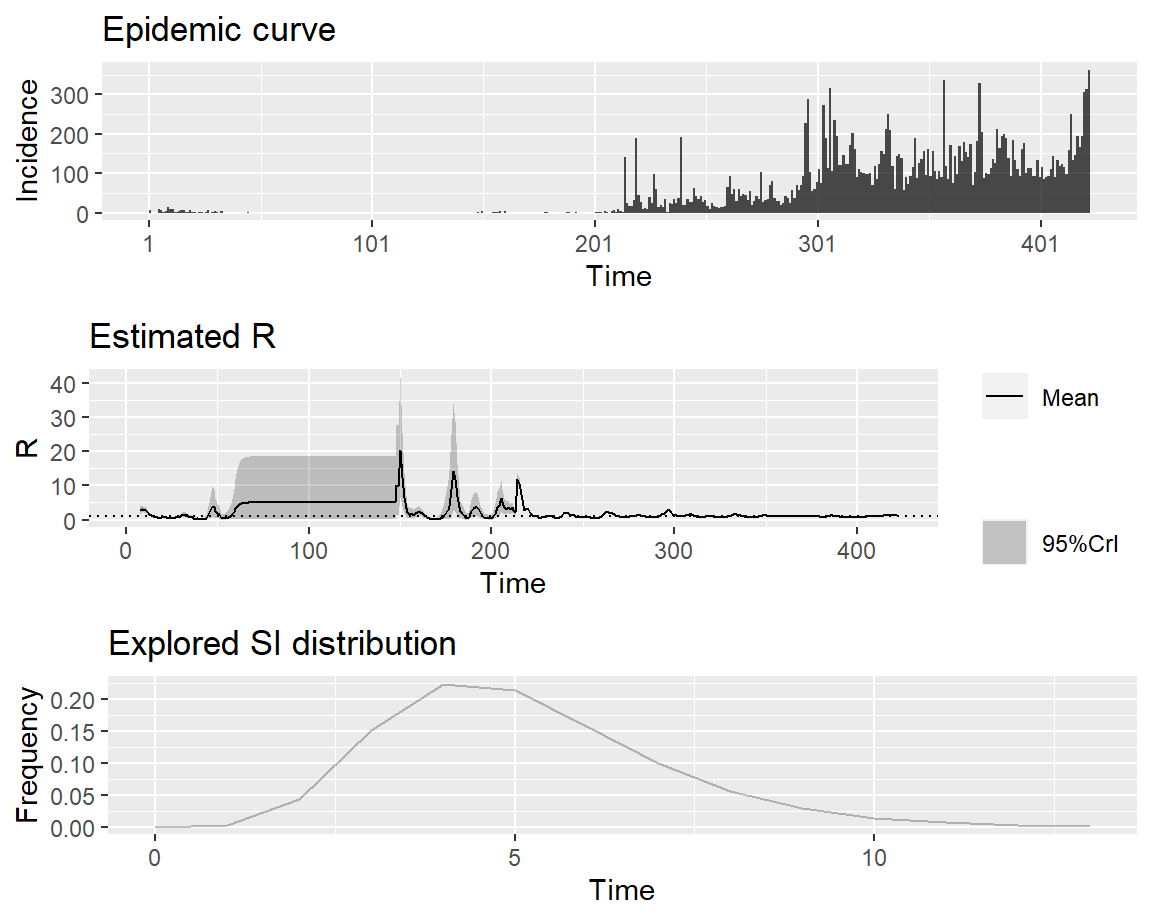 Epidemic curve
Incidence
300
200
100
0
1 101 201 301 401
Time
Estimated R
R
40
30
20
10
0
0 100 200 300 400
Time
Mean
95%CrI
Explored SI distribution
Frequency
0.20
0.15
0.10
0.05
0.00
0 5 10
Time